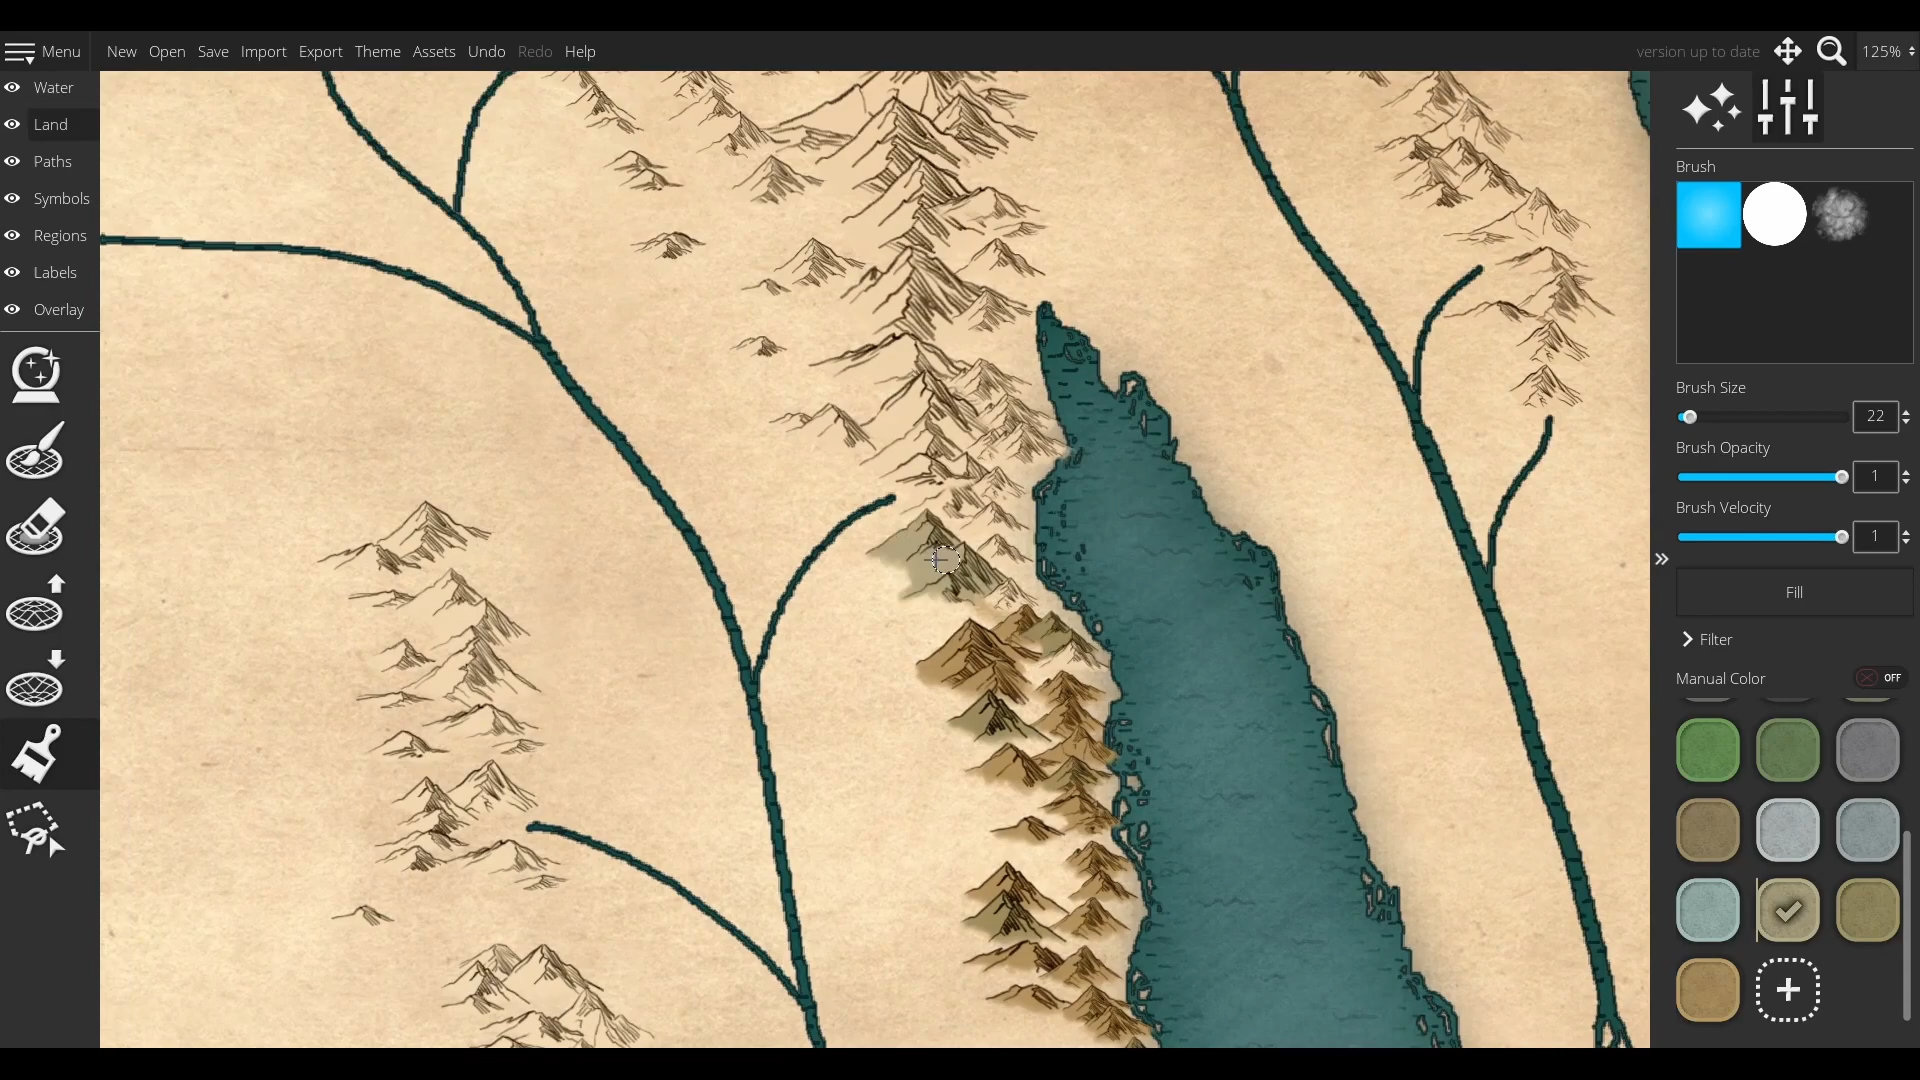 Menu New Open Save Import Export Theme Assets Undo Redo Help version up to date 125%
Water
Land
Paths
Symbols
Regions
Labels
Overlay
Brush
Brush Size
22
Brush Opacity
1
Brush Velocity
1
Fill
Filter
Manual Color OFF